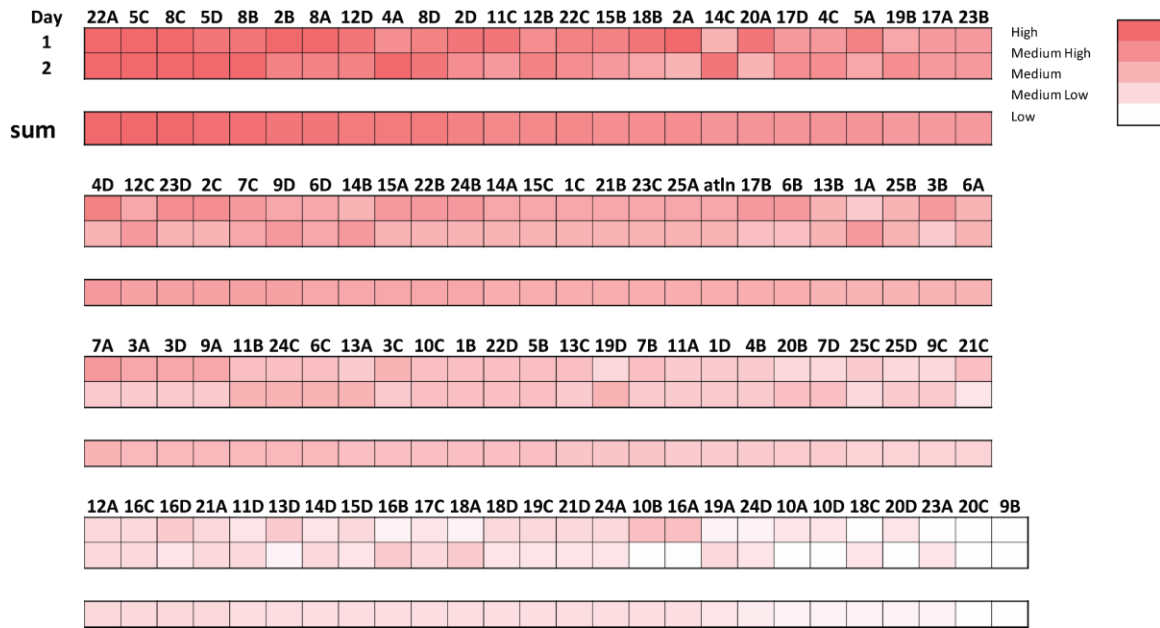 Day 22A 5C 8C 5D 8B 2B 8A 12D 4A 8D 2D 11C 12B 22C 15B 18B 2A 14C 20A 17D 4C 5A 19B 17A 23B
1
2
High
Medium High
Medium
Medium Low
Low
sum
4D 12C 23D 2C 7C 9D 6D 14B 15A 22B 24B 14A 15C 1C 21B 23C 25A atln 17B 6B 13B 1A 25B 3B 6A
7A 3A 3D 9A 11B 24C 6C 13A 3C 10C 1B 22D 5B 13C 19D 7B 11A 1D 4B 20B 7D 25C 25D 9C 21C
12A 16C 16D 21A 11D 13D 14D 15D 16B 17C 18A 18D 19C 21D 24A 10B 16A 19A 24D 10A 10D 18C 20D 23A 20C 9B